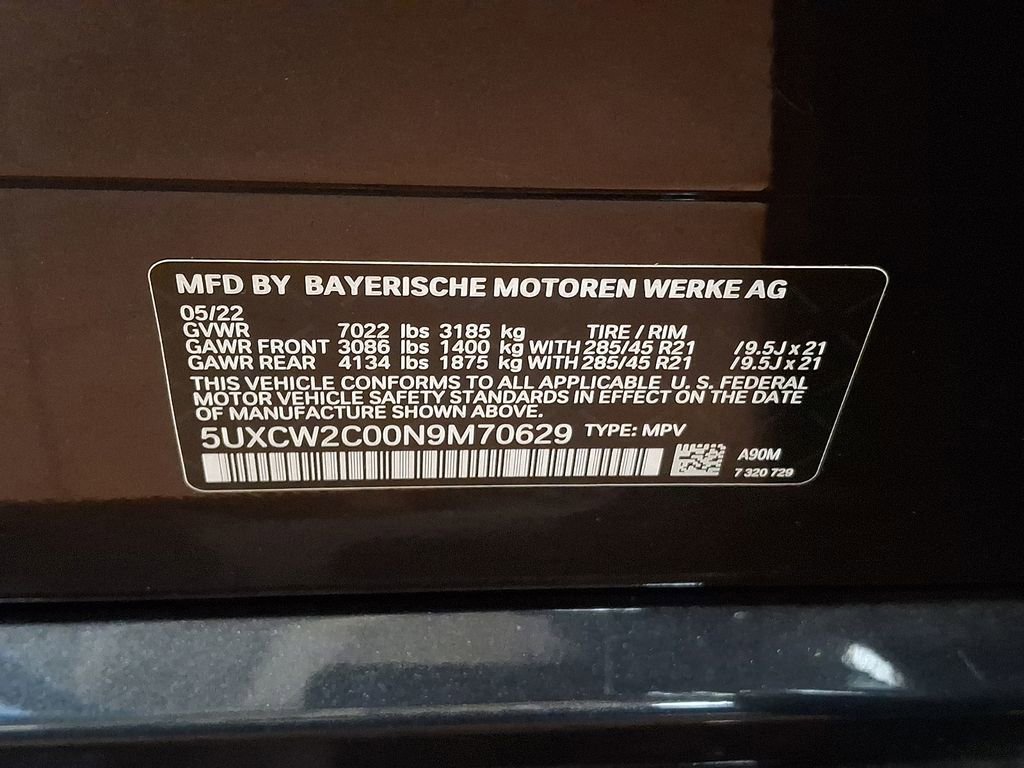 MFD BY BAYERISCHE MOTOREN WERKE AG
05/22
GVWR 7022 lbs 3185 kg TIRE / RIM
GAWR FRONT 3086 lbs 1400 kg WITH 285/45 R21 /9.5J x 21
GAWR REAR 4134 lbs 1875 kg WITH 285/45 R21 /9.5J x 21
THIS VEHICLE CONFORMS TO ALL APPLICABLE U. S. FEDERAL
MOTOR VEHICLE SAFETY STANDARDS IN EFFECT ON THE DATE
OF MANUFACTURE SHOWN ABOVE.
5UXCW2C00N9M70629 TYPE: MPV
A90M
7 320 729